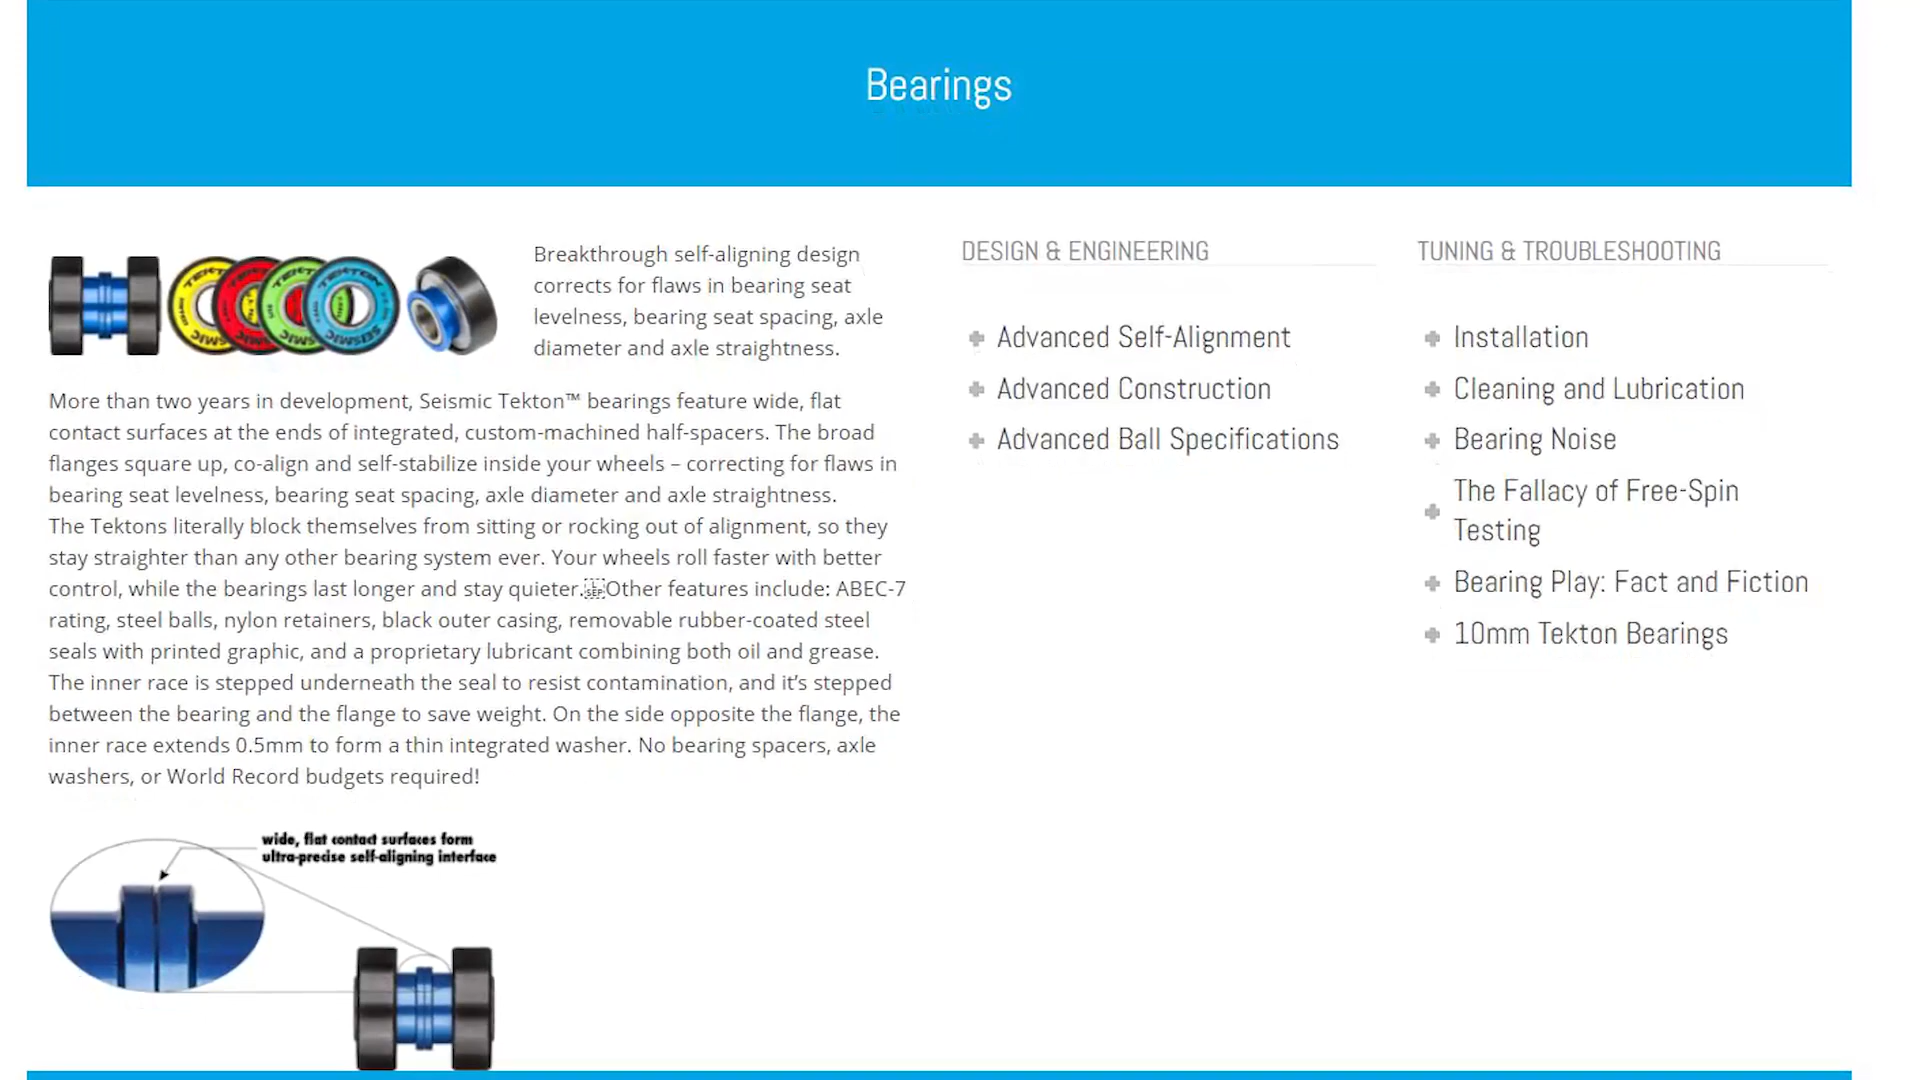 Bearings
TEKTON TEKTON TEKTON TEKTON
SEISMIC
Breakthrough self-aligning design
corrects for flaws in bearing seat
levelness, bearing seat spacing, axle
diameter and axle straightness.
More than two years in development, Seismic Tekton™ bearings feature wide, flat
contact surfaces at the ends of integrated, custom-machined half-spacers. The broad
flanges square up, co-align and self-stabilize inside your wheels – correcting for flaws in
bearing seat levelness, bearing seat spacing, axle diameter and axle straightness.
The Tektons literally block themselves from sitting or rocking out of alignment, so they
stay straighter than any other bearing system ever. Your wheels roll faster with better
control, while the bearings last longer and stay quieter. Other features include: ABEC-7
rating, steel balls, nylon retainers, black outer casing, removable rubber-coated steel
seals with printed graphic, and a proprietary lubricant combining both oil and grease.
The inner race is stepped underneath the seal to resist contamination, and it’s stepped
between the bearing and the flange to save weight. On the side opposite the flange, the
inner race extends 0.5mm to form a thin integrated washer. No bearing spacers, axle
washers, or World Record budgets required!
wide, flat contact surfaces form
ultra-precise self-aligning interface
DESIGN & ENGINEERING
Advanced Self-Alignment
Advanced Construction
Advanced Ball Specifications
TUNING & TROUBLESHOOTING
Installation
Cleaning and Lubrication
Bearing Noise
The Fallacy of Free-Spin
Testing
Bearing Play: Fact and Fiction
10mm Tekton Bearings